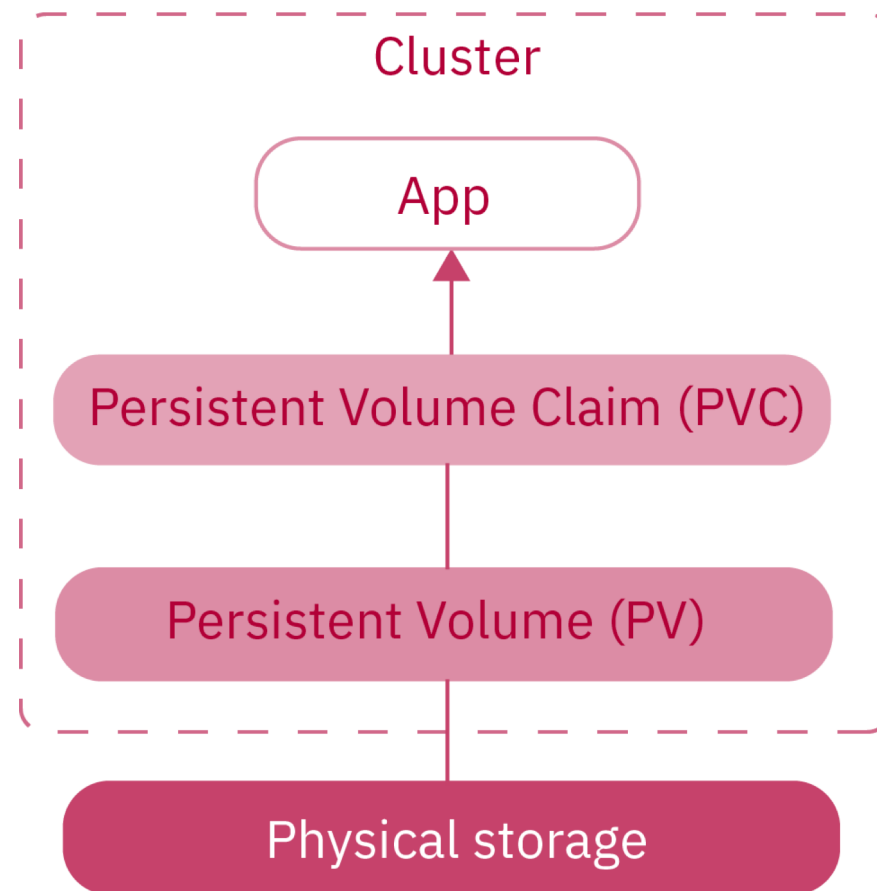 Cluster
App
Persistent Volume Claim (PVC)
Persistent Volume (PV)
Physical storage